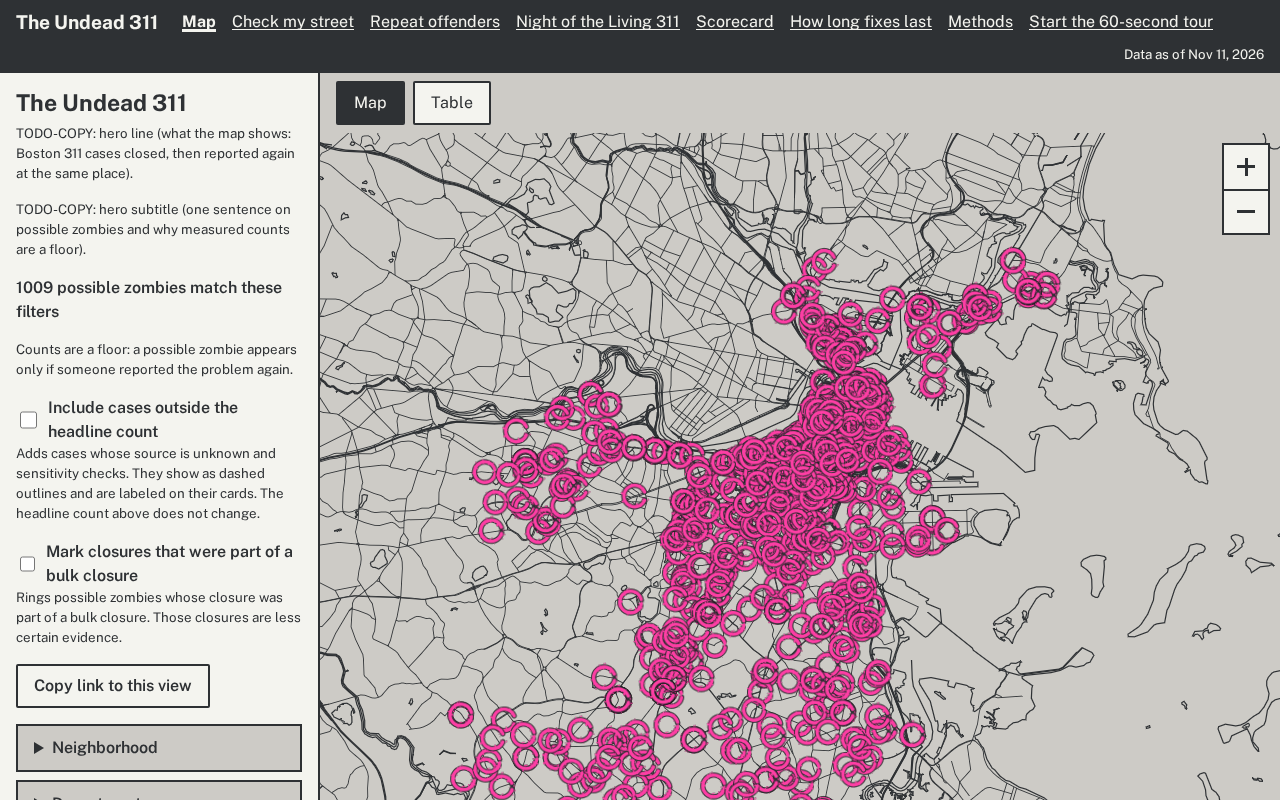 The Undead 311 Map Check my street Repeat offenders Night of the Living 311 Scorecard How long fixes last Methods Start the 60-second tour
Data as of Nov 11, 2026
The Undead 311
TODO-COPY: hero line (what the map shows:
Boston 311 cases closed, then reported again
at the same place).
TODO-COPY: hero subtitle (one sentence on
possible zombies and why measured counts
are a floor).
1009 possible zombies match these
filters
Counts are a floor: a possible zombie appears
only if someone reported the problem again.
Include cases outside the
headline count
Adds cases whose source is unknown and
sensitivity checks. They show as dashed
outlines and are labeled on their cards. The
headline count above does not change.
Mark closures that were part of a
bulk closure
Rings possible zombies whose closure was
part of a bulk closure. Those closures are less
certain evidence.
Copy link to this view
Neighborhood
Map Table
+
−